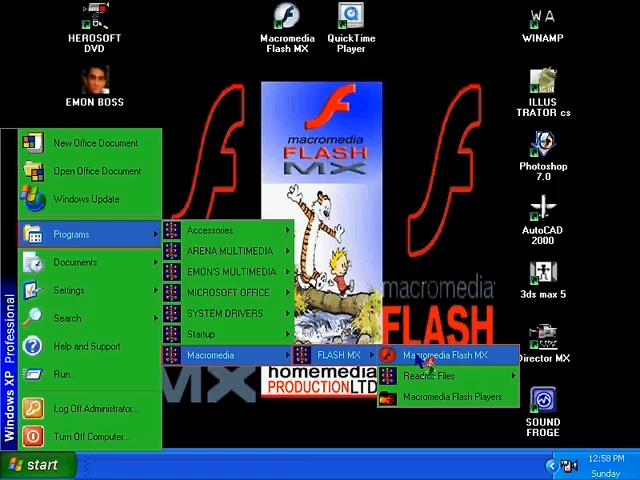 HEROSOFT
DVD
Macromedia
Flash MX
QuickTime
Player
WINAMP
EMON BOSS
ILLUS
TRATOR cs
Photoshop
7.0
AutoCAD
2000
3ds max 5
Director MX
SOUND
FROGE
macromedia
FLASH
MX
macromedia
FLASH
MX
homemedia
PRODUCTION LTD
New Office Document
Open Office Document
Windows Update
Programs
Documents
Settings
Search
Help and Support
Run...
Log Off Administrator...
Turn Off Computer...
Windows XP Professional
Accessories
ARENA MULTIMEDIA
EMON'S MULTIMEDIA
MICROSOFT OFFICE
SYSTEM DRIVERS
Startup
Macromedia
FLASH MX
Macromedia Flash MX
Files
Macromedia Flash Players
start
12:58 PM
Sunday